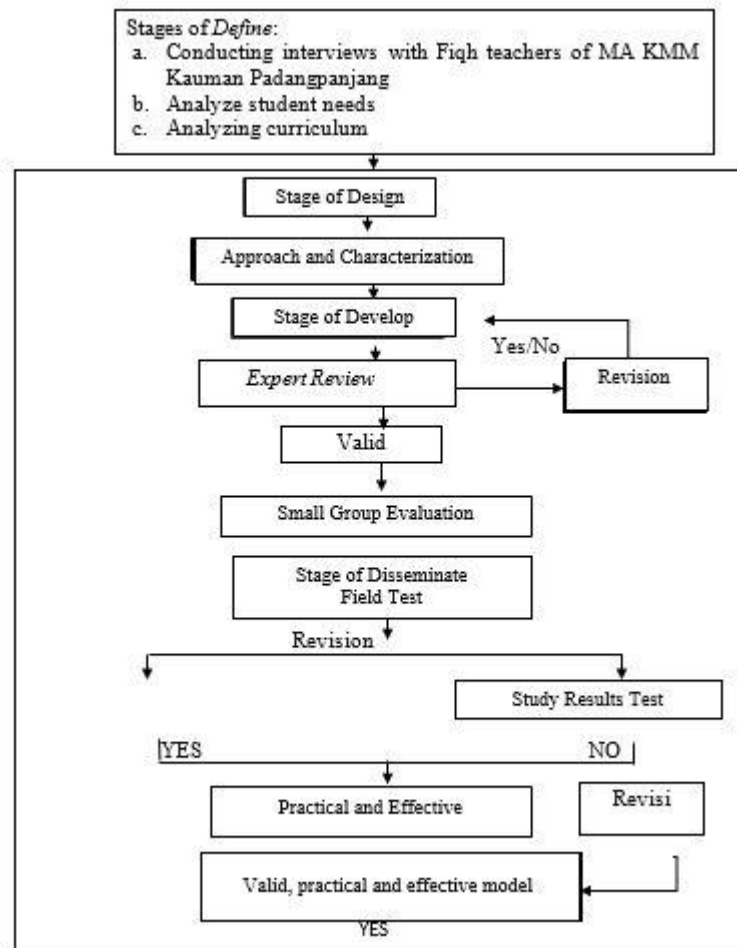 Stages of Define:
a. Conducting interviews with Fiqh teachers of MA KMM
Kauman Padangpanjang
b. Analyze student needs
c. Analyzing curriculum
Stage of Design
Approach and Characterization
Stage of Develop
Yes/No
Expert Review
Revision
Valid
Small Group Evaluation
Stage of Disseminate
Field Test
Revision
Study Results Test
YES
NO
Practical and Effective
Revisi
Valid, practical and effective model
YES